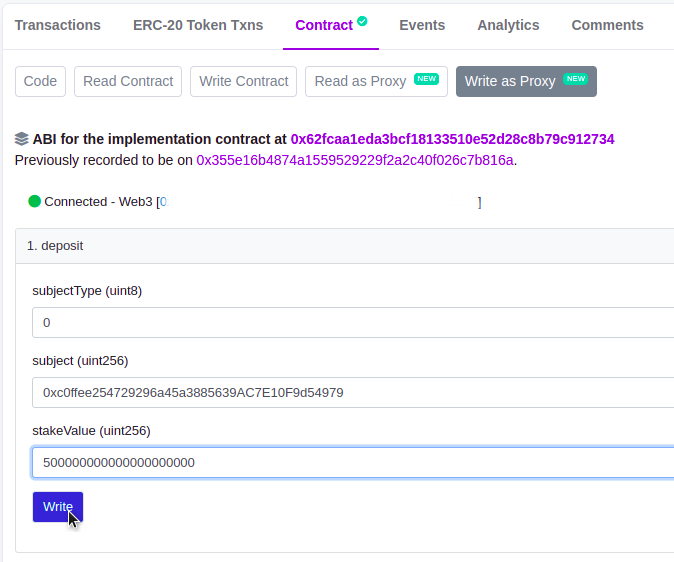 Transactions ERC-20 Token Txns Contract Events Analytics Comments
Code Read Contract Write Contract Read as Proxy NEW Write as Proxy NEW
ABI for the implementation contract at 0x62fcaa1eda3bcf18133510e52d28c8b79c912734
Previously recorded to be on 0x355e16b4874a1559529229f2a2c40f026c7b816a.
Connected - Web3 [0. ]
1. deposit
subjectType (uint8)
0
subject (uint256)
0xc0ffee254729296a45a3885639AC7E10F9d54979
stakeValue (uint256)
500000000000000000000
Write